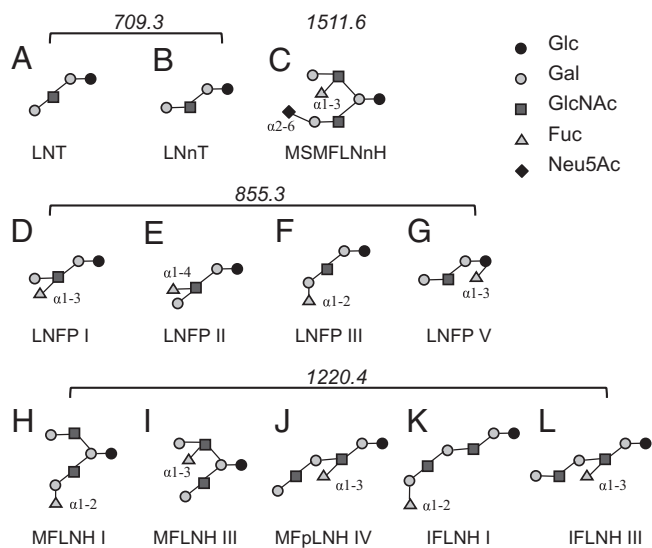 709.3 1511.6
A B C
α1-3
α2-6
LNT LNnT MSMFLNnH
Glc
Gal
GlcNAc
Fuc
Neu5Ac
855.3
D E F G
α1-3 α1-4 α1-2 α1-3
LNFP I LNFP II LNFP III LNFP V
1220.4
H I J K L
α1-2 α1-3 α1-3 α1-2 α1-3
MFLNH I MFLNH III MFpLNH IV IFLNH I IFLNH III